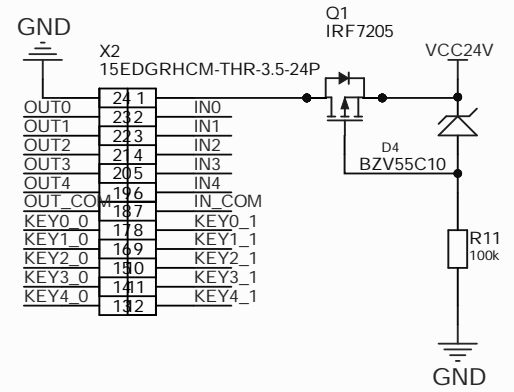 GND
Q1
IRF7205
X2
15EDGRHCM-THR-3.5-24P
VCC24V
24 1
OUT0 23 2 IN0
OUT1 22 3 IN1
OUT2 21 4 IN2
OUT3 20 5 IN3
OUT4 19 6 IN4
OUT_COM 18 7 IN_COM
KEY0_0 17 8 KEY0_1
KEY1_0 16 9 KEY1_1
KEY2_0 15 10 KEY2_1
KEY3_0 14 11 KEY3_1
KEY4_0 13 12 KEY4_1
D4
BZV55C10
R11
100k
GND